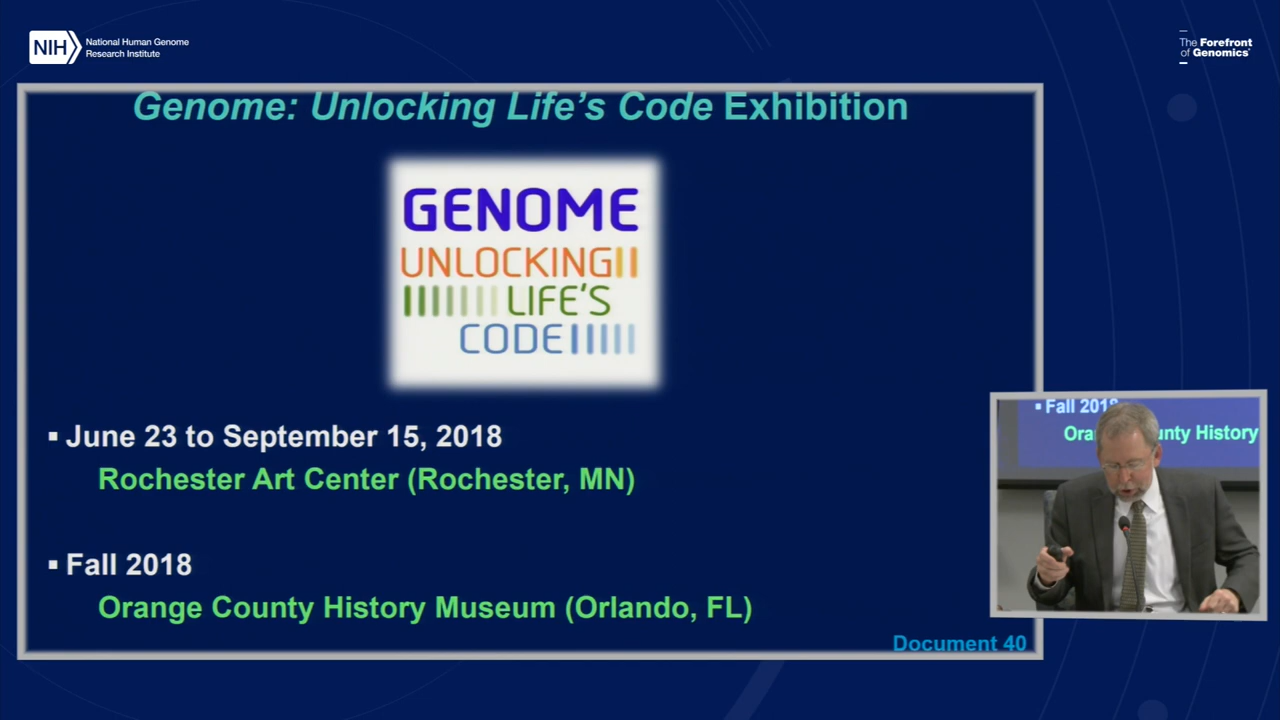 NIH
National Human Genome
Research Institute
The Forefront
of Genomics
Genome: Unlocking Life's Code Exhibition
GENOME
UNLOCKING
LIFE'S
CODE
▪ June 23 to September 15, 2018
Rochester Art Center (Rochester, MN)
▪ Fall 2018
Orange County History Museum (Orlando, FL)
Document 40
▪ Fall 2018
Ora unty History